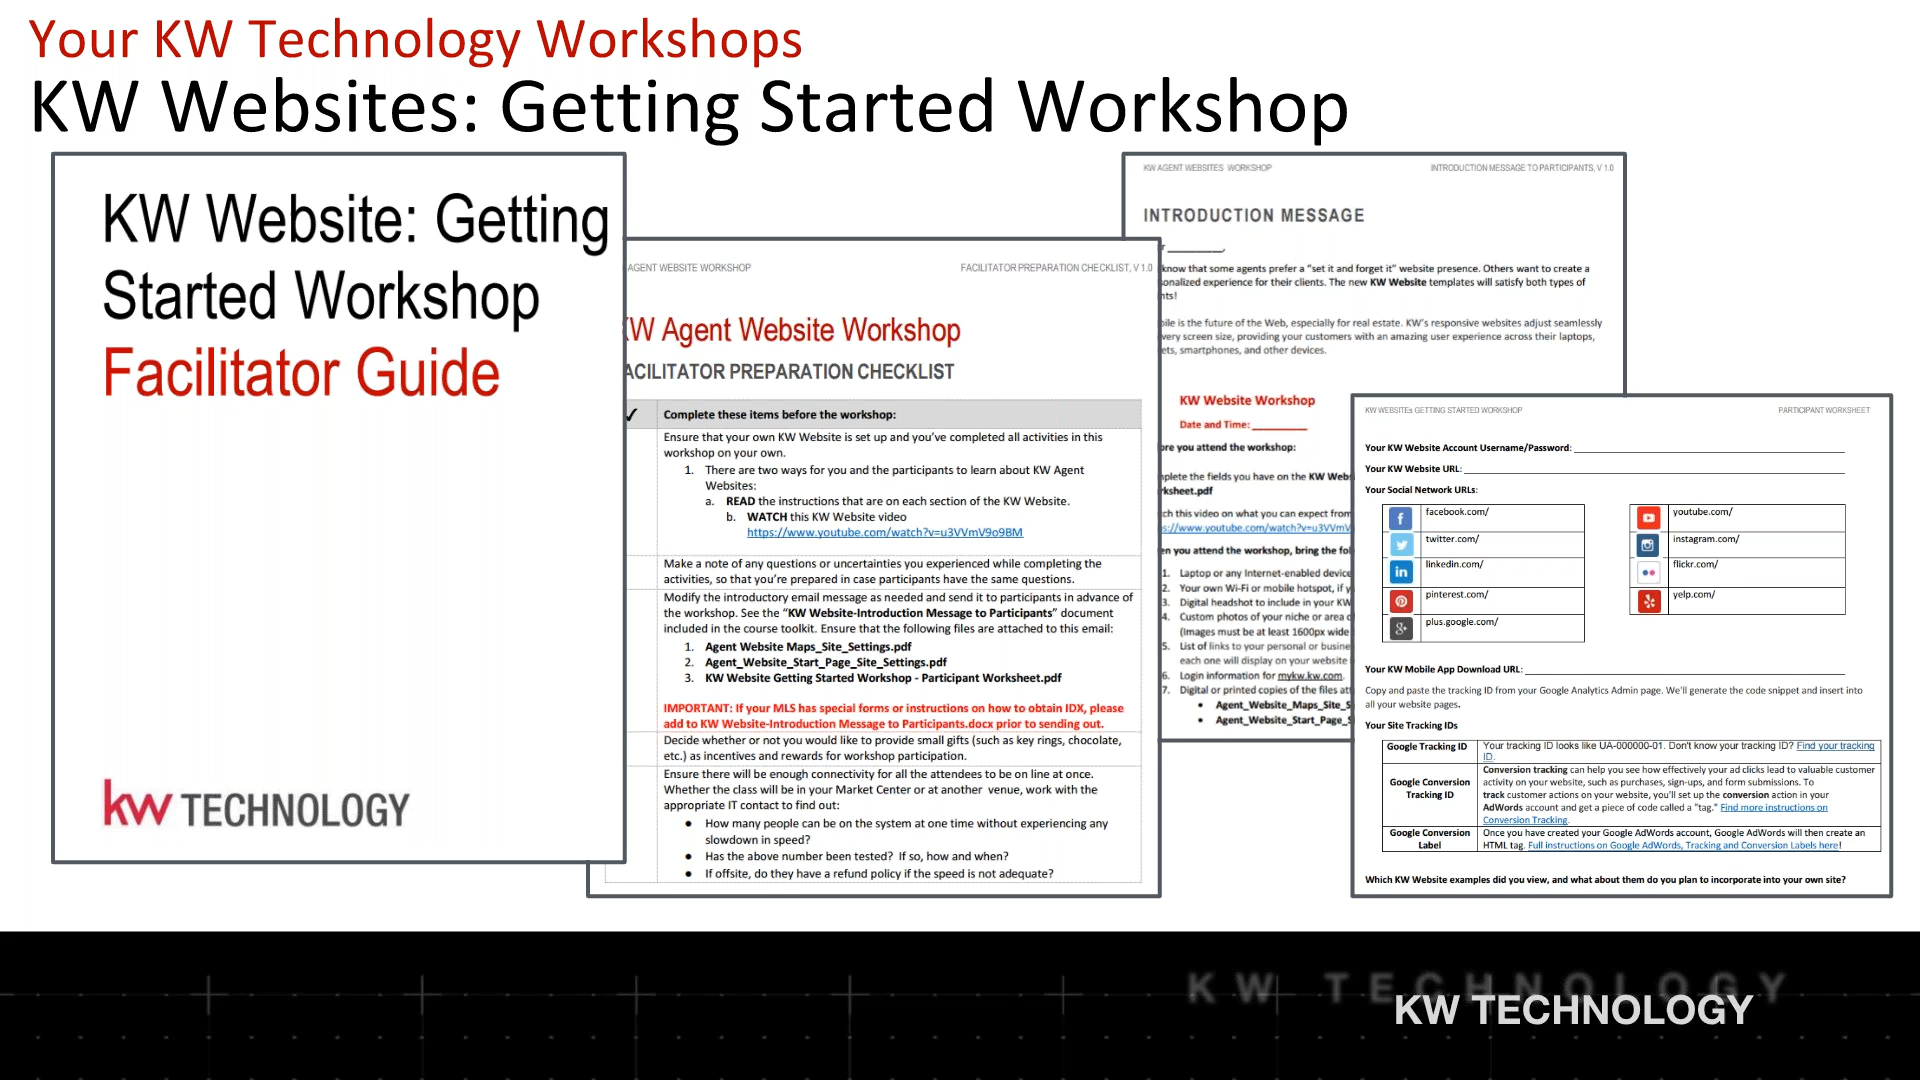 Your KW Technology Workshops
KW Websites: Getting Started Workshop
KW Website: Getting
Started Workshop
Facilitator Guide
kw TECHNOLOGY
AGENT WEBSITE WORKSHOP
FACILITATOR PREPARATION CHECKLIST, V 1.0
KW Agent Website Workshop
FACILITATOR PREPARATION CHECKLIST
✓ Complete these items before the workshop:
Ensure that your own KW Website is set up and you've completed all activities in this
workshop on your own.
1. There are two ways for you and the participants to learn about KW Agent
Websites:
a. READ the instructions that are on each section of the KW Website.
b. WATCH this KW Website video
https://www.youtube.com/watch?v=u3VVmV9o9BM
Make a note of any questions or uncertainties you experienced while completing the
activities, so that you're prepared in case participants have the same questions.
Modify the introductory email message as needed and send it to participants in advance of
the workshop. See the "KW Website-Introduction Message to Participants" document
included in the course toolkit. Ensure that the following files are attached to this email:
1. Agent Website Maps_Site_Settings.pdf
2. Agent_Website_Start_Page_Site_Settings.pdf
3. KW Website Getting Started Workshop - Participant Worksheet.pdf
IMPORTANT: If your MLS has special forms or instructions on how to obtain IDX, please
add to KW Website-Introduction Message to Participants.docx prior to sending out.
Decide whether or not you would like to provide small gifts (such as key rings, chocolate,
etc.) as incentives and rewards for workshop participation.
Ensure there will be enough connectivity for all the attendees to be on line at once.
Whether the class will be in your Market Center or at another venue, work with the
appropriate IT contact to find out:
● How many people can be on the system at one time without experiencing any
slowdown in speed?
● Has the above number been tested? If so, how and when?
● If offsite, do they have a refund policy if the speed is not adequate?
KW AGENT WEBSITES WORKSHOP
INTRODUCTION MESSAGE TO PARTICIPANTS, V 1.0
INTRODUCTION MESSAGE
r __________,
know that some agents prefer a "set it and forget it" website presence. Others want to create a
onalized experience for their clients. The new KW Website templates will satisfy both types of
nts!
bile is the future of the Web, especially for real estate. KW's responsive websites adjust seamlessly
very screen size, providing your customers with an amazing user experience across their laptops,
ets, smartphones, and other devices.
KW Website Workshop
Date and Time: __________
ore you attend the workshop:
plete the fields you have on the KW Webs
rksheet.pdf
ch this video on what you can expect from
s://www.youtube.com/watch?v=u3VVmV
en you attend the workshop, bring the fol
1. Laptop or any Internet-enabled device
2. Your own Wi-Fi or mobile hotspot, if y
3. Digital headshot to include in your KW
4. Custom photos of your niche or area o
(Images must be at least 1600px wide
5. List of links to your personal or busine
each one will display on your website
6. Login information for mykw.kw.com.
7. Digital or printed copies of the files att
• Agent_Website_Maps_Site_S
• Agent_Website_Start_Page_S
KW WEBSITEs GETTING STARTED WORKSHOP
PARTICIPANT WORKSHEET
Your KW Website Account Username/Password:
Your KW Website URL:
Your Social Network URLs:
facebook.com/
twitter.com/
linkedin.com/
pinterest.com/
plus.google.com/
youtube.com/
instagram.com/
flickr.com/
yelp.com/
Your KW Mobile App Download URL:
Copy and paste the tracking ID from your Google Analytics Admin page. We'll generate the code snippet and insert into
all your website pages.
Your Site Tracking IDs
Google Tracking ID
Your tracking ID looks like UA-000000-01. Don't know your tracking ID? Find your tracking
ID.
Google Conversion
Tracking ID
Conversion tracking can help you see how effectively your ad clicks lead to valuable customer
activity on your website, such as purchases, sign-ups, and form submissions. To
track customer actions on your website, you'll set up the conversion action in your
AdWords account and get a piece of code called a "tag." Find more instructions on
Conversion Tracking.
Google Conversion
Label
Once you have created your Google AdWords account, Google AdWords will then create an
HTML tag. Full instructions on Google AdWords, Tracking and Conversion Labels here!
Which KW Website examples did you view, and what about them do you plan to incorporate into your own site?
KW TECHNOLOGY
KW TECHNOLOGY